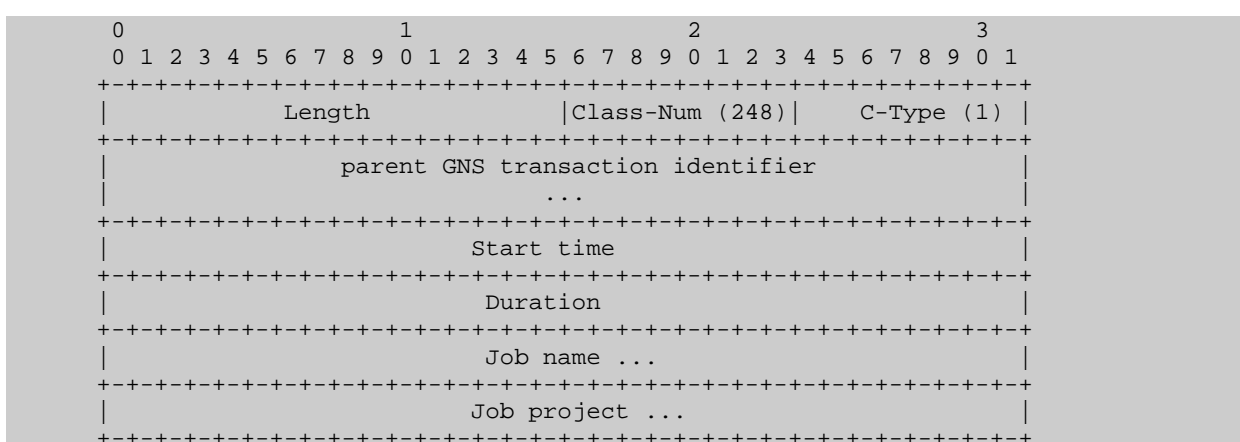 0                   1                   2                   3
 0 1 2 3 4 5 6 7 8 9 0 1 2 3 4 5 6 7 8 9 0 1 2 3 4 5 6 7 8 9 0 1
+-+-+-+-+-+-+-+-+-+-+-+-+-+-+-+-+-+-+-+-+-+-+-+-+-+-+-+-+-+-+-+-+
|            Length             |Class-Num (248)|    C-Type (1) |
+-+-+-+-+-+-+-+-+-+-+-+-+-+-+-+-+-+-+-+-+-+-+-+-+-+-+-+-+-+-+-+-+
|                parent GNS transaction identifier              |
|                              ...                              |
+-+-+-+-+-+-+-+-+-+-+-+-+-+-+-+-+-+-+-+-+-+-+-+-+-+-+-+-+-+-+-+-+
|                         Start time                            |
+-+-+-+-+-+-+-+-+-+-+-+-+-+-+-+-+-+-+-+-+-+-+-+-+-+-+-+-+-+-+-+-+
|                          Duration                             |
+-+-+-+-+-+-+-+-+-+-+-+-+-+-+-+-+-+-+-+-+-+-+-+-+-+-+-+-+-+-+-+-+
|                          Job name ...                         |
+-+-+-+-+-+-+-+-+-+-+-+-+-+-+-+-+-+-+-+-+-+-+-+-+-+-+-+-+-+-+-+-+
|                         Job project ...                       |
+-+-+-+-+-+-+-+-+-+-+-+-+-+-+-+-+-+-+-+-+-+-+-+-+-+-+-+-+-+-+-+-+